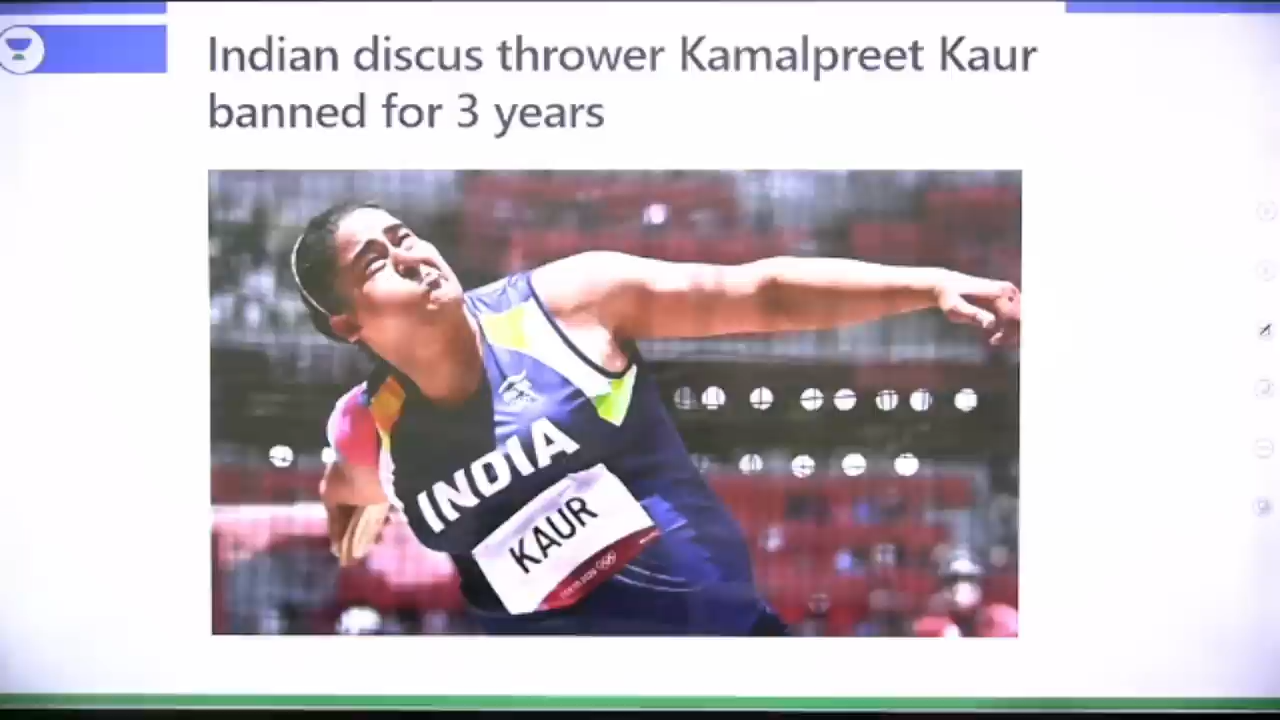 Indian discus thrower Kamalpreet Kaur
banned for 3 years
INDIA
KAUR